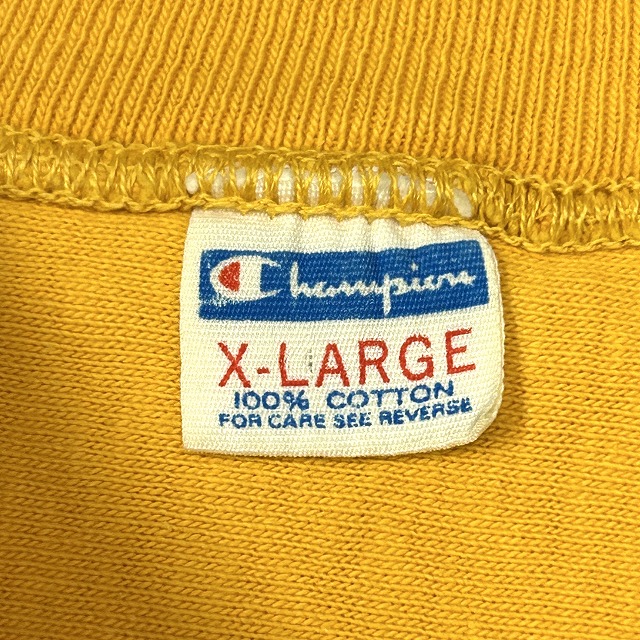 Champion
X-LARGE
100% COTTON
FOR CARE SEE REVERSE